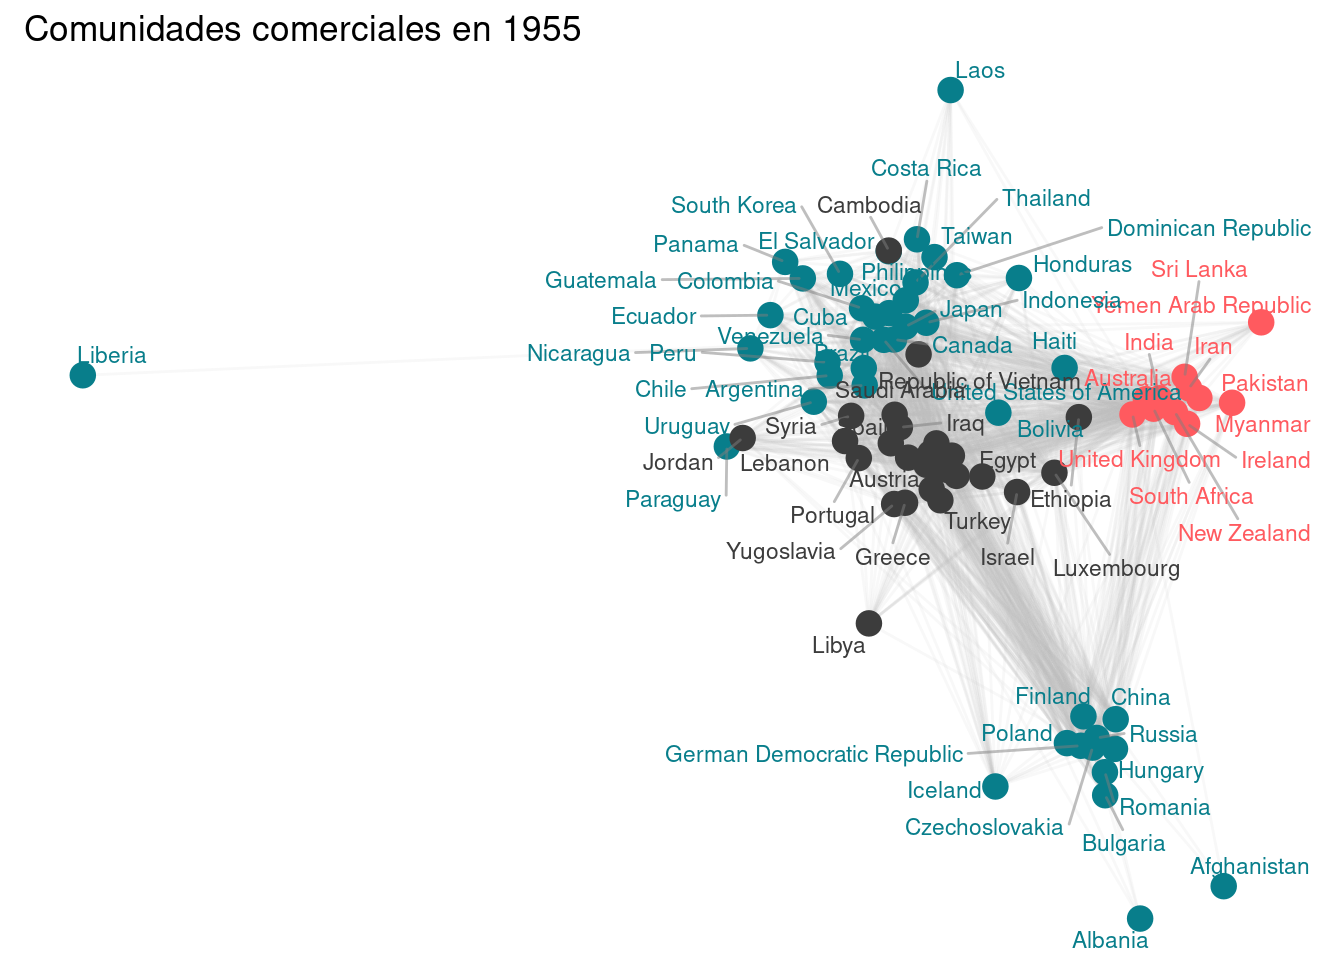 Comunidades comerciales en 1955
Laos
Costa Rica
Thailand
South Korea
Cambodia
Dominican Republic
Panama
El Salvador
Taiwan
Honduras
Sri Lanka
Guatemala
Colombia
Philippines
Mexico
Indonesia
Yemen Arab Republic
Ecuador
Cuba
Japan
Venezuela
Canada
Haiti
India
Iran
Liberia
Nicaragua
Peru
Brazil
Chile
Argentina
Saudi Arabia
Republic of Vietnam
United States of America
Australia
Pakistan
Uruguay
Syria
Spain
Iraq
Bolivia
Myanmar
Jordan
Lebanon
Austria
Egypt
United Kingdom
Ireland
Paraguay
Portugal
Turkey
Ethiopia
South Africa
Yugoslavia
Greece
Israel
Luxembourg
New Zealand
Libya
Finland
China
Poland
Russia
German Democratic Republic
Hungary
Iceland
Romania
Czechoslovakia
Bulgaria
Afghanistan
Albania